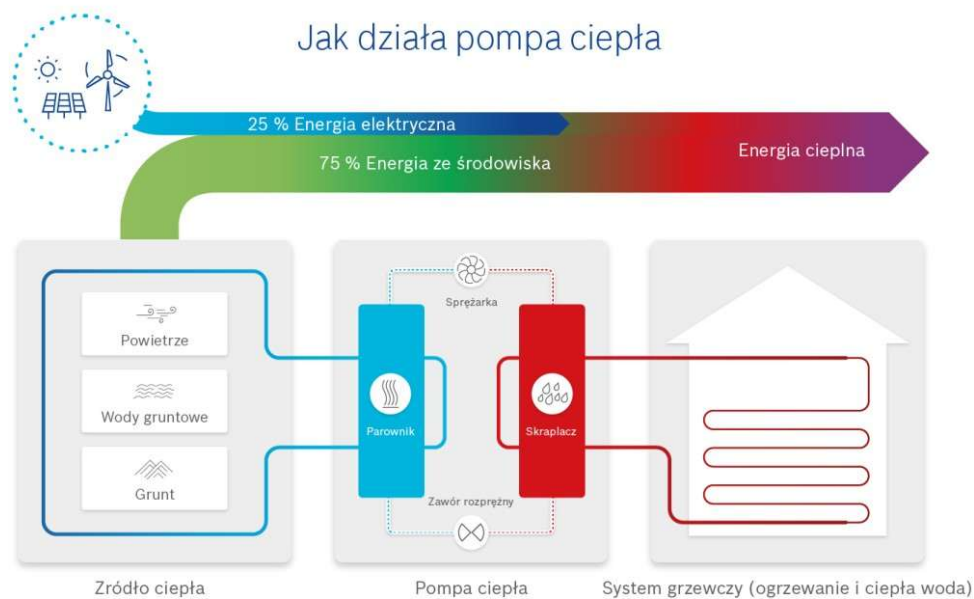 Jak działa pompa ciepła
25 % Energia elektryczna
75 % Energia ze środowiska
Energia cieplna
Powietrze
Wody gruntowe
Grunt
Sprężarka
Parownik
Skraplacz
Zawór rozprężny
Zródło ciepła
Pompa ciepła
System grzewczy (ogrzewanie i ciepła woda)